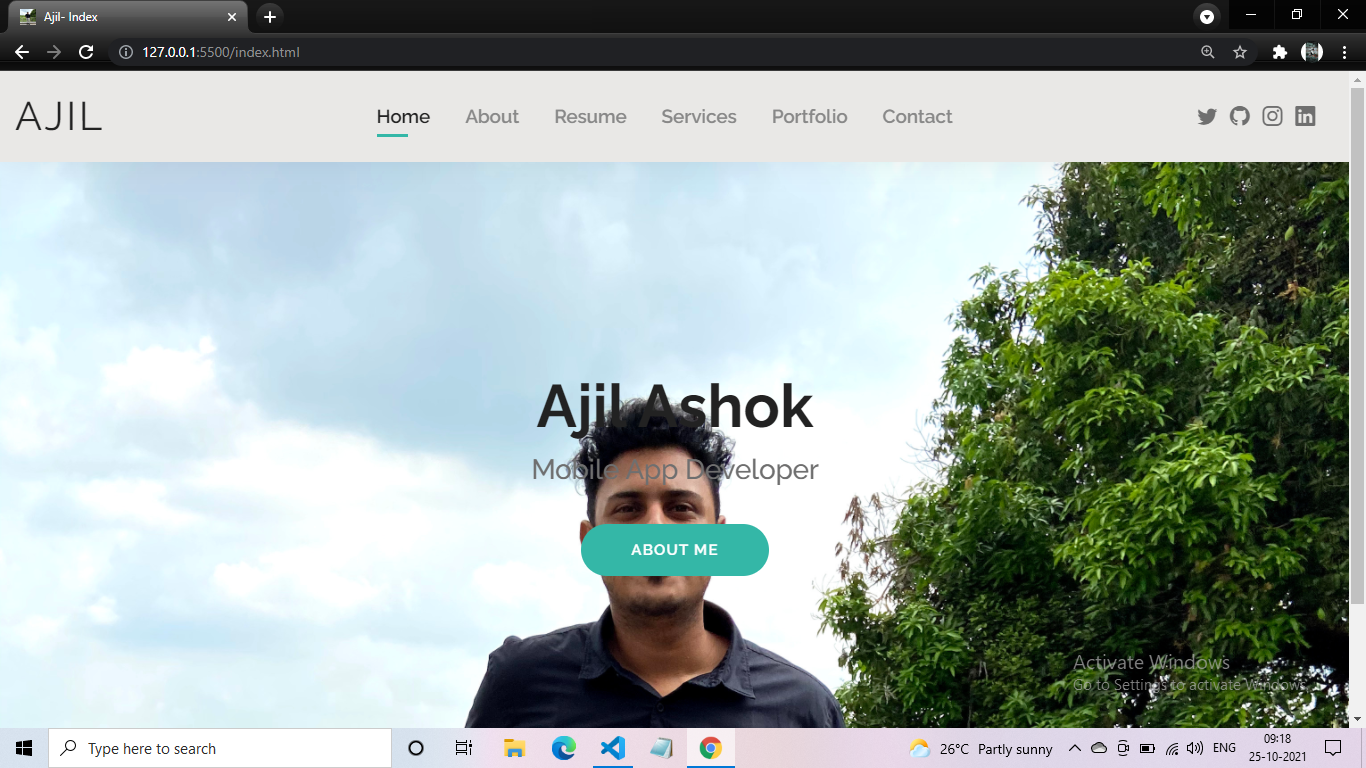 Ajil- Index
127.0.0.1:5500/index.html
AJIL
Home About Resume Services Portfolio Contact
Ajil Ashok
Mobile App Developer
ABOUT ME
Activate Windows
Go to Settings to activate Windows.
Type here to search
26°C Partly sunny
ENG
09:18
25-10-2021